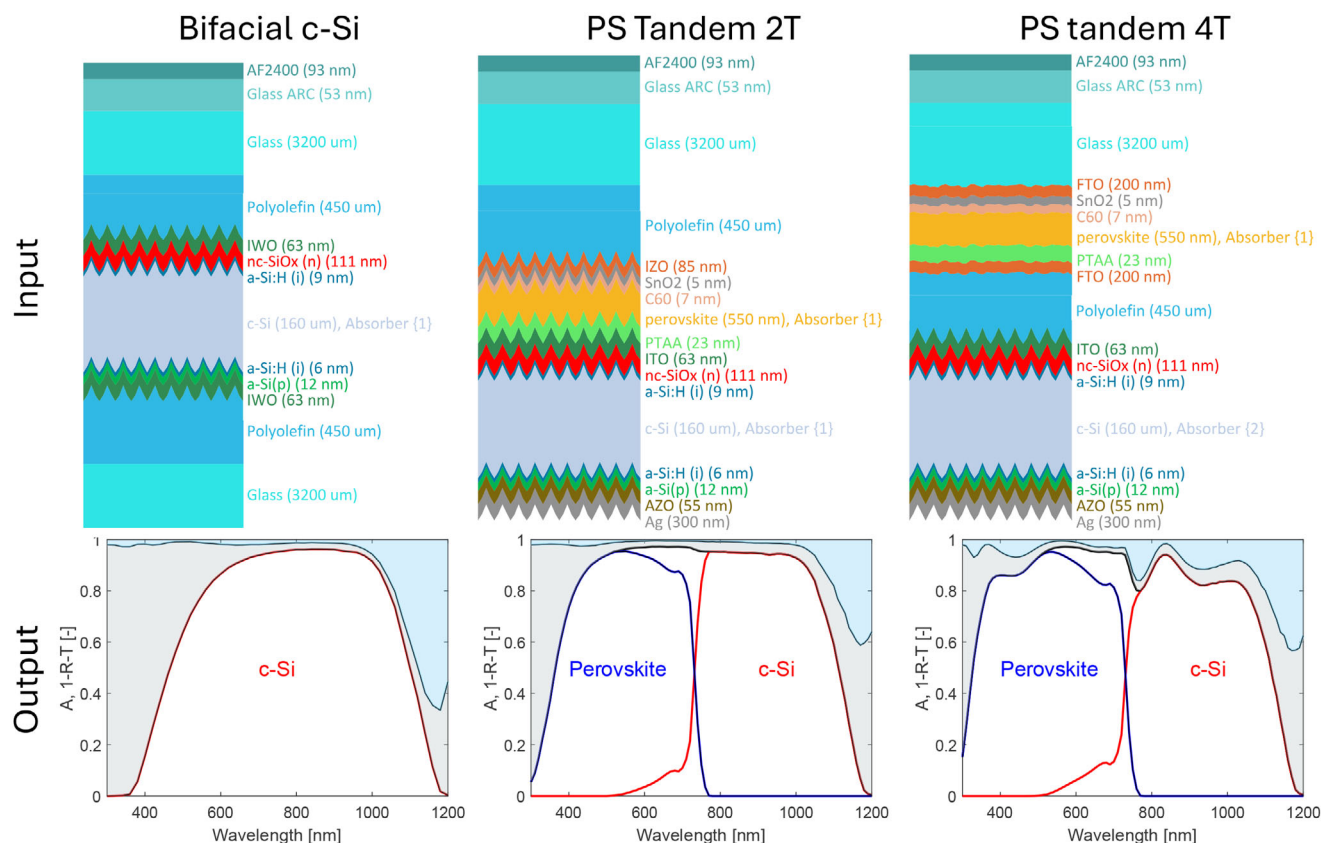 Bifacial c-Si
PS Tandem 2T
PS tandem 4T
Input
AF2400 (93 nm)
Glass ARC (53 nm)
Glass (3200 um)
Polyolefin (450 um)
IWO (63 nm)
nc-SiOx (n) (111 nm)
a-Si:H (i) (9 nm)
c-Si (160 um), Absorber {1}
a-Si:H (i) (6 nm)
a-Si(p) (12 nm)
IWO (63 nm)
Polyolefin (450 um)
Glass (3200 um)
AF2400 (93 nm)
Glass ARC (53 nm)
Glass (3200 um)
Polyolefin (450 um)
IZO (85 nm)
SnO2 (5 nm)
C60 (7 nm)
perovskite (550 nm), Absorber {1}
PTAA (23 nm)
ITO (63 nm)
nc-SiOx (n) (111 nm)
a-Si:H (i) (9 nm)
c-Si (160 um), Absorber {1}
a-Si:H (i) (6 nm)
a-Si(p) (12 nm)
AZO (55 nm)
Ag (300 nm)
AF2400 (93 nm)
Glass ARC (53 nm)
Glass (3200 um)
FTO (200 nm)
SnO2 (5 nm)
C60 (7 nm)
perovskite (550 nm), Absorber {1}
PTAA (23 nm)
FTO (200 nm)
Polyolefin (450 um)
ITO (63 nm)
nc-SiOx (n) (111 nm)
a-Si:H (i) (9 nm)
c-Si (160 um), Absorber {2}
a-Si:H (i) (6 nm)
a-Si(p) (12 nm)
AZO (55 nm)
Ag (300 nm)
Output
A, 1-R-T [-]
1
0.8
0.6
0.4
0.2
0
c-Si
400 600 800 1000 1200
Wavelength [nm]
A, 1-R-T [-]
1
0.8
0.6
0.4
0.2
0
Perovskite
c-Si
400 600 800 1000 1200
Wavelength [nm]
A, 1-R-T [-]
1
0.8
0.6
0.4
0.2
0
Perovskite
c-Si
400 600 800 1000 1200
Wavelength [nm]